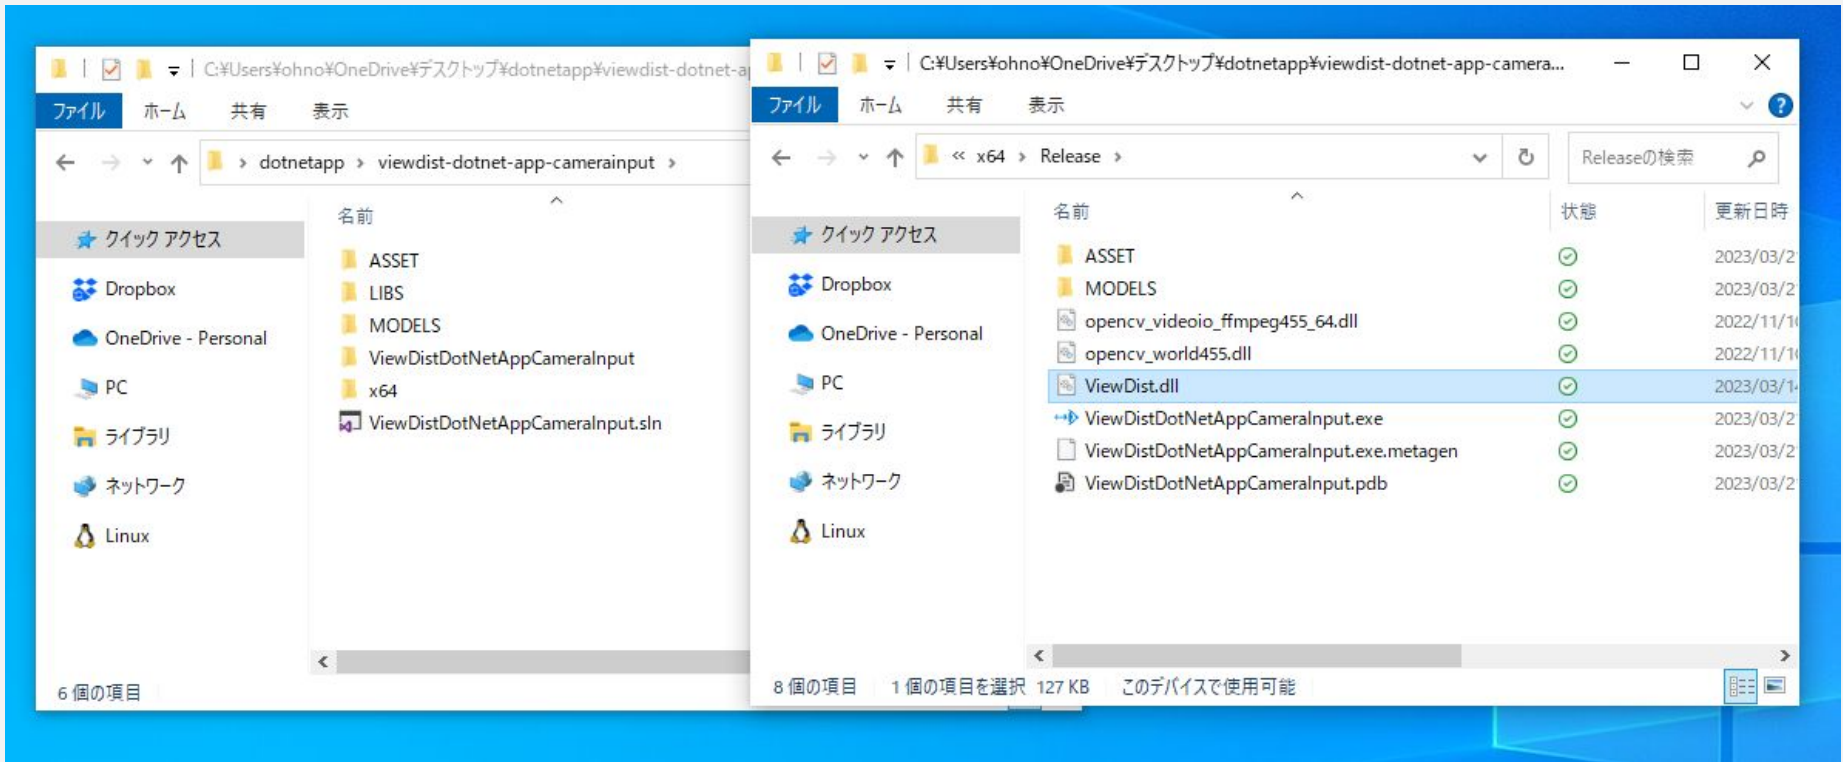 C:¥Users¥ohno¥OneDrive¥デスクトップ¥dotnetapp¥viewdist-dotnet-a
ファイル ホーム 共有 表示
dotnetapp > viewdist-dotnet-app-camerainput >
クイック アクセス
Dropbox
OneDrive - Personal
PC
ライブラリ
ネットワーク
Linux
名前
ASSET
LIBS
MODELS
ViewDistDotNetAppCameraInput
x64
ViewDistDotNetAppCameraInput.sln
6 個の項目
C:¥Users¥ohno¥OneDrive¥デスクトップ¥dotnetapp¥viewdist-dotnet-app-camera...
ファイル ホーム 共有 表示
« x64 > Release >
Releaseの検索
クイック アクセス
Dropbox
OneDrive - Personal
PC
ライブラリ
ネットワーク
Linux
名前 状態 更新日時
ASSET 2023/03/2
MODELS 2023/03/2
opencv_videoio_ffmpeg455_64.dll 2022/11/1
opencv_world455.dll 2022/11/1
ViewDist.dll 2023/03/1
ViewDistDotNetAppCameraInput.exe 2023/03/2
ViewDistDotNetAppCameraInput.exe.metagen 2023/03/2
ViewDistDotNetAppCameraInput.pdb 2023/03/2
8 個の項目 1 個の項目を選択 127 KB このデバイスで使用可能